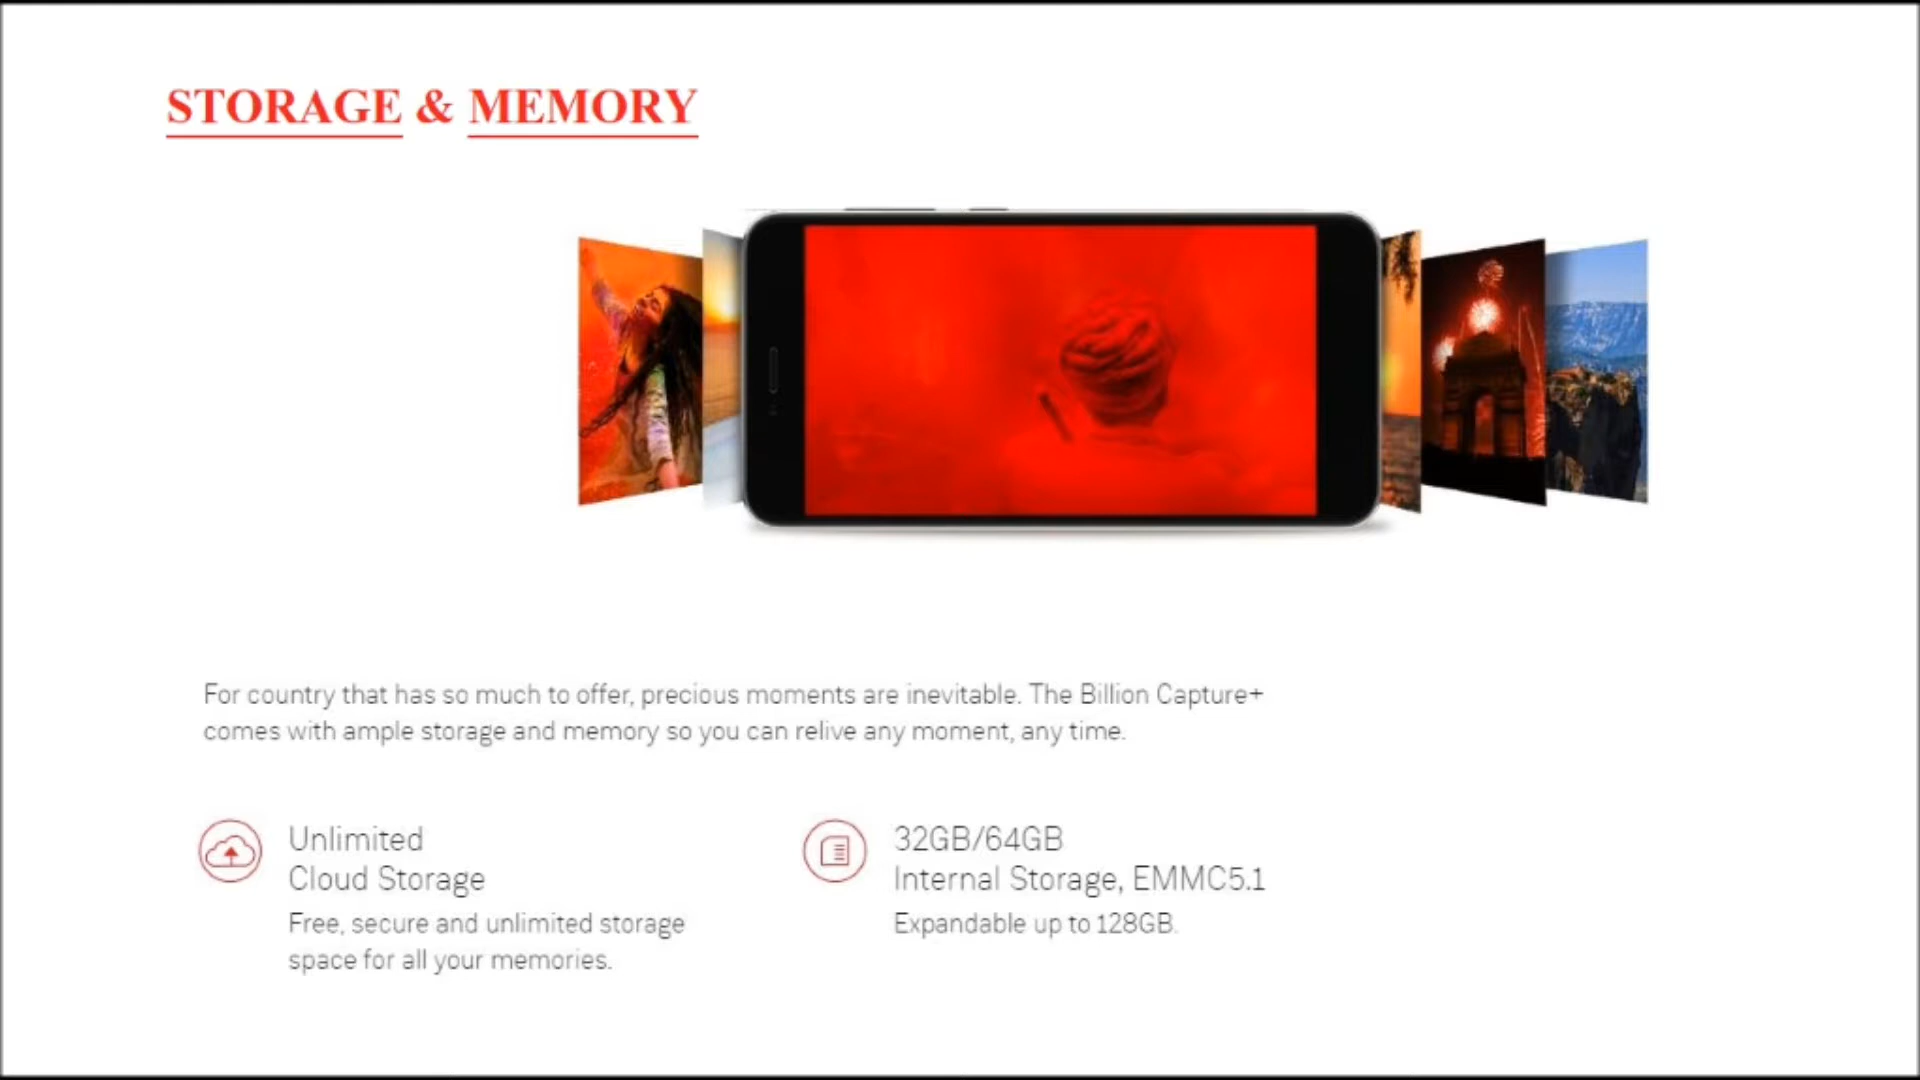 STORAGE & MEMORY
For country that has so much to offer, precious moments are inevitable. The Billion Capture+
comes with ample storage and memory so you can relive any moment, any time.
Unlimited
Cloud Storage
Free, secure and unlimited storage
space for all your memories.
32GB/64GB
Internal Storage, EMMC5.1
Expandable up to 128GB.